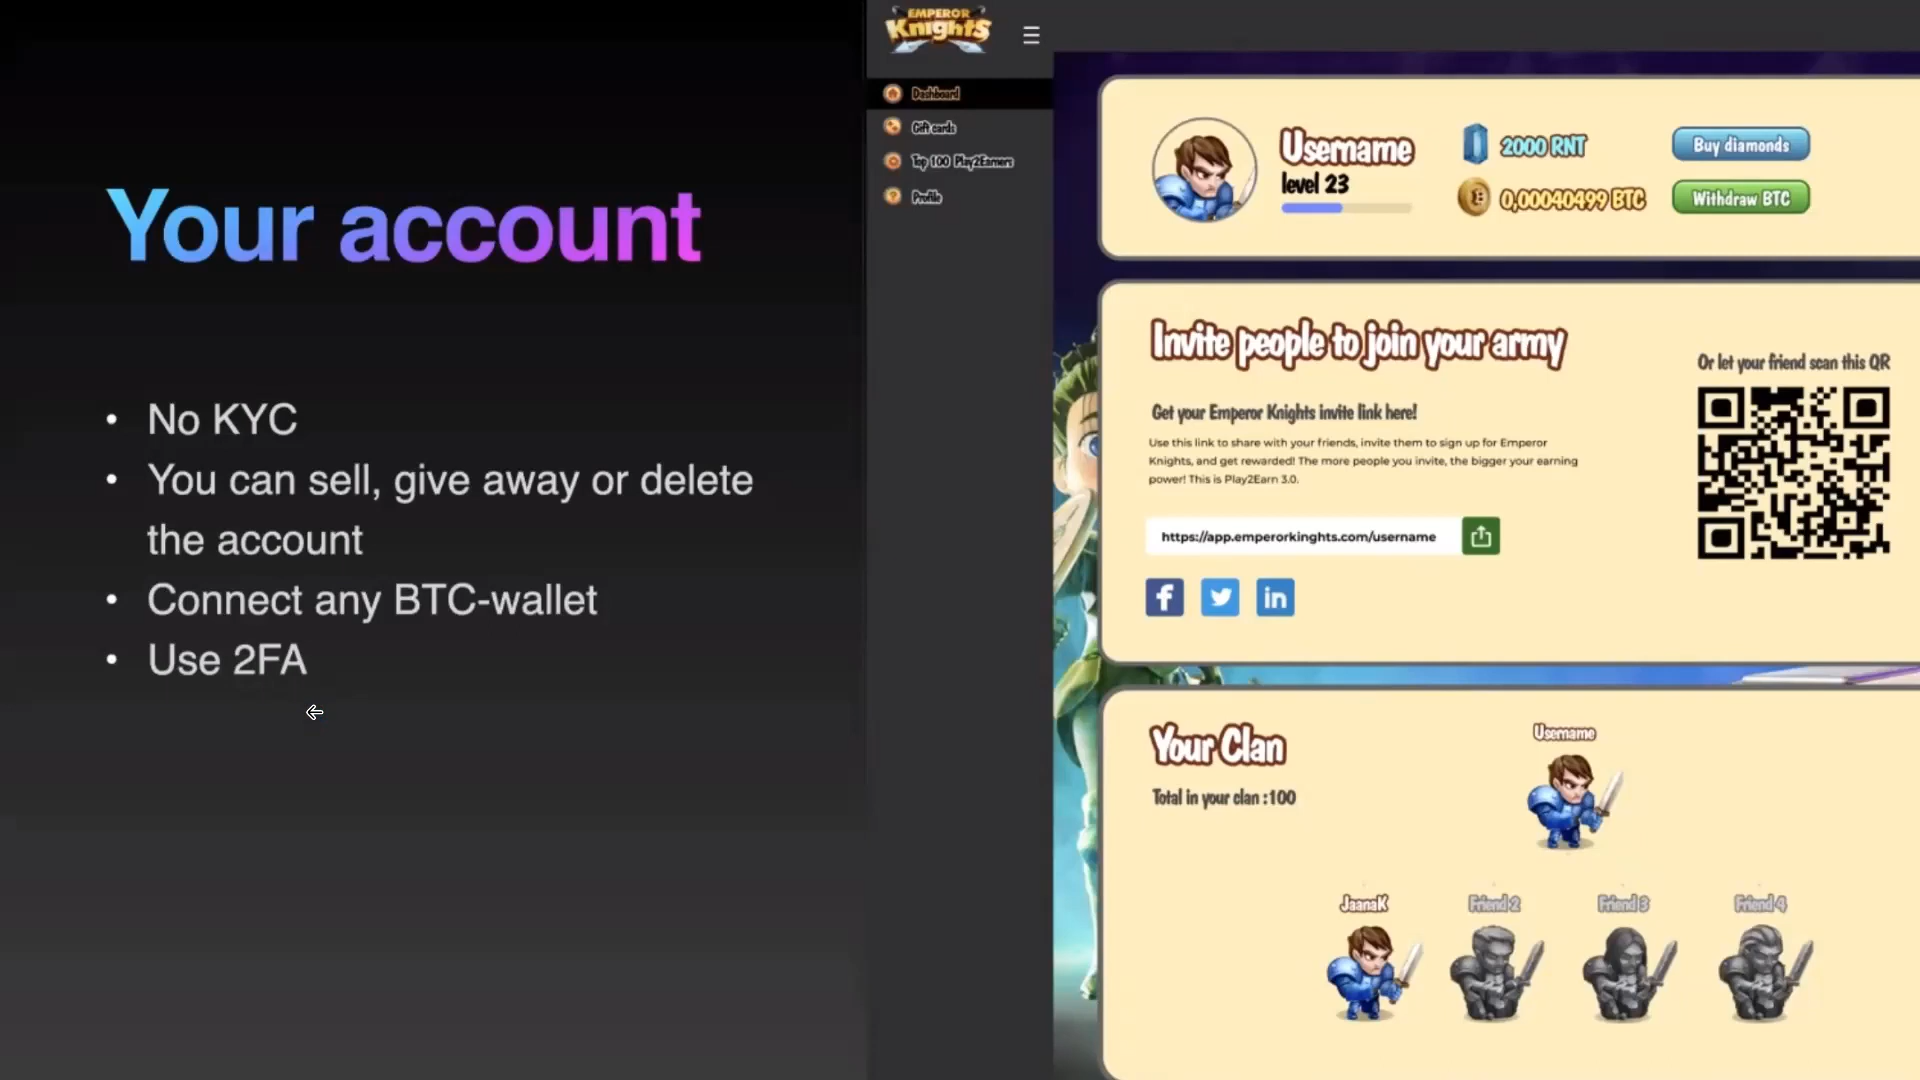 Your account
• No KYC
• You can sell, give away or delete
the account
• Connect any BTC-wallet
• Use 2FA
EMPEROR
Knights
Dashboard
Gift cards
Top 100 Play2Earners
Profile
Username
level 23
2000 RNT
0,00040499 BTC
Buy diamonds
Withdraw BTC
Invite people to join your army
Get your Emperor Knights invite link here!
Use this link to share with your friends, invite them to sign up for Emperor
Knights, and get rewarded! The more people you invite, the bigger your earning
power! This is Play2Earn 3.0.
https://app.emperorkinghts.com/username
Or let your friend scan this QR
Your Clan
Total in your clan :100
Username
JaanaK
Friend 2
Friend 3
Friend 4